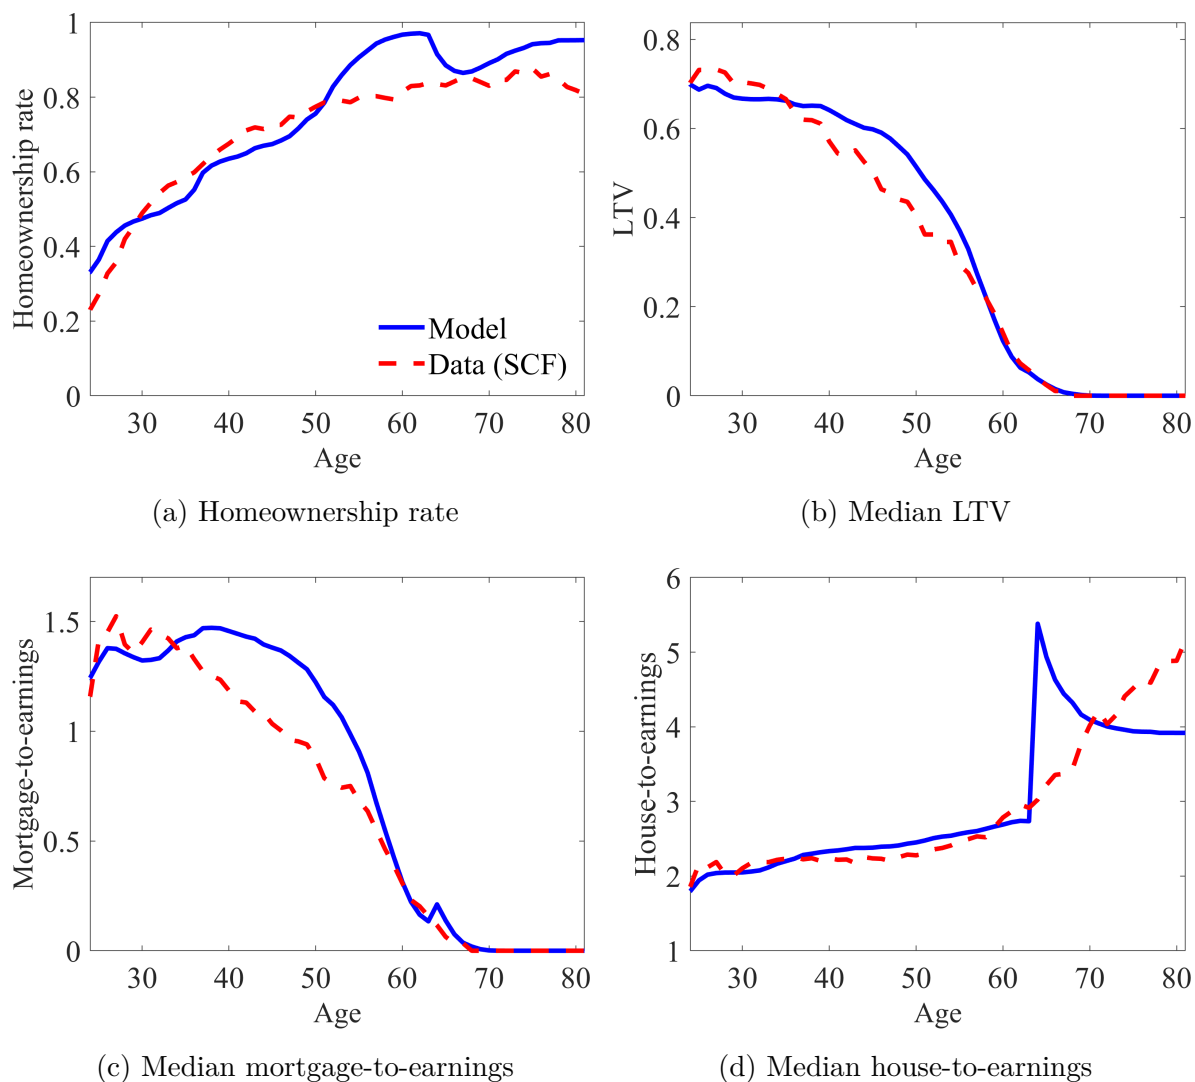 1
0.8
0.6
0.4
0.2
0
Homeownership rate
Model
Data (SCF)
30 40 50 60 70 80
Age
(a) Homeownership rate
0.8
0.6
0.4
0.2
0
LTV
30 40 50 60 70 80
Age
(b) Median LTV
1.5
1
0.5
0
Mortgage-to-earnings
30 40 50 60 70 80
Age
(c) Median mortgage-to-earnings
6
5
4
3
2
1
House-to-earnings
30 40 50 60 70 80
Age
(d) Median house-to-earnings